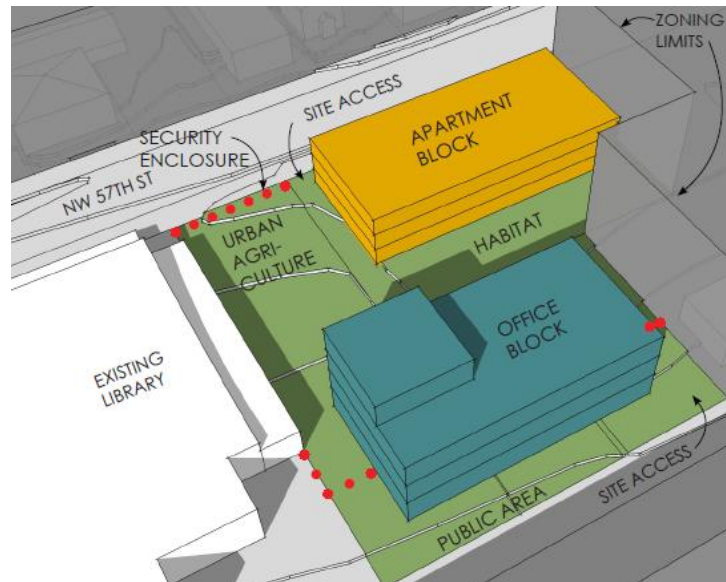 ZONING
LIMITS
SITE ACCESS
APARTMENT
BLOCK
SECURITY
ENCLOSURE
NW 57TH ST
URBAN
AGRI-
CULTURE
HABITAT
OFFICE
BLOCK
EXISTING
LIBRARY
SITE ACCESS
PUBLIC AREA